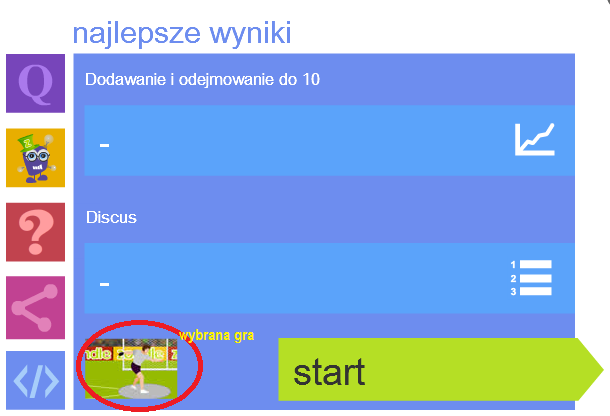 najlepsze wyniki
Q
Dodawanie i odejmowanie do 10
-
?
Discus
-
1
2
3
</>
wybrana gra
start